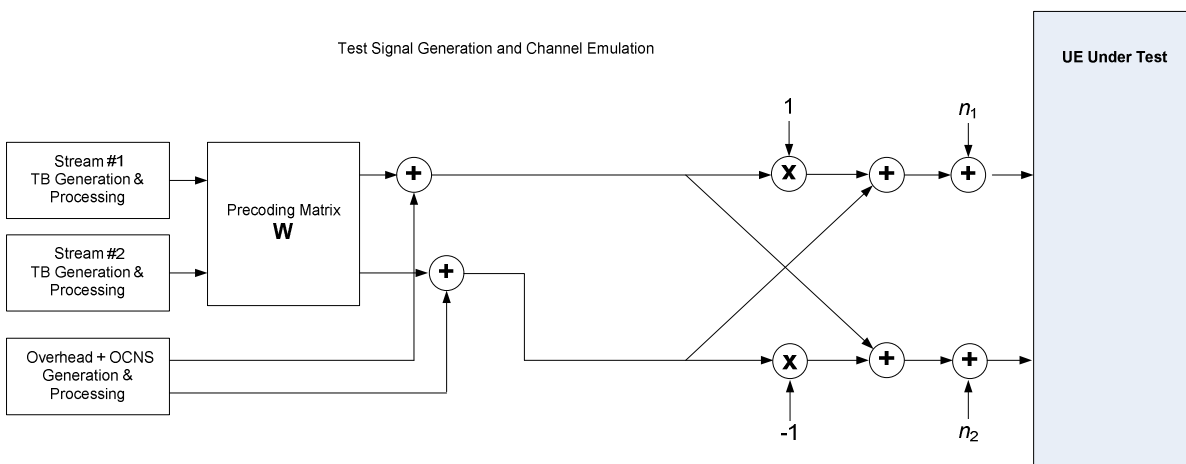 Test Signal Generation and Channel Emulation
UE Under Test
1
n1
Stream #1
TB Generation &
Processing
+
x
+
+
Precoding Matrix
W
Stream #2
TB Generation &
Processing
+
Overhead + OCNS
Generation &
Processing
x
+
+
-1
n2